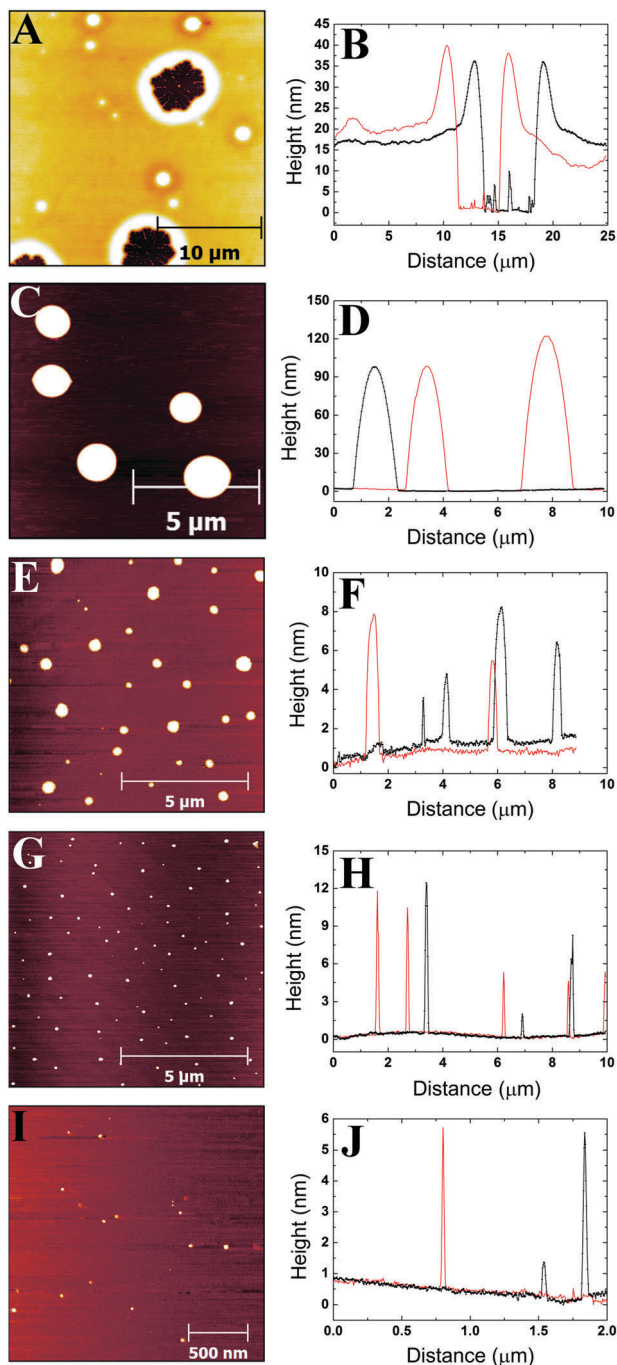 A
10 µm
B
Height (nm)
45
40
35
30
25
20
15
10
5
0
0 5 10 15 20 25
Distance (µm)
C
5 µm
D
Height (nm)
150
120
90
60
30
0
0 2 4 6 8 10
Distance (µm)
E
5 µm
F
Height (nm)
10
8
6
4
2
0
0 2 4 6 8 10
Distance (µm)
G
5 µm
H
Height (nm)
15
12
9
6
3
0
0 2 4 6 8 10
Distance (µm)
I
500 nm
J
Height (nm)
6
5
4
3
2
1
0
0.0 0.5 1.0 1.5 2.0
Distance (µm)